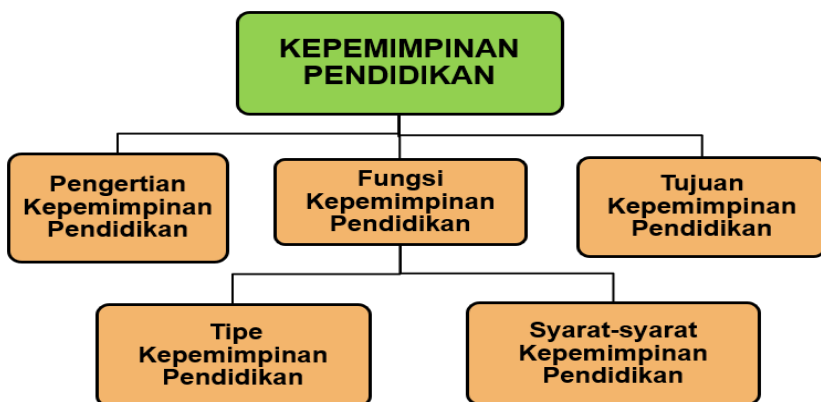 KEPEMIMPINAN
PENDIDIKAN
Pengertian
Kepemimpinan
Pendidikan
Fungsi
Kepemimpinan
Pendidikan
Tujuan
Kepemimpinan
Pendidikan
Tipe
Kepemimpinan
Pendidikan
Syarat-syarat
Kepemimpinan
Pendidikan